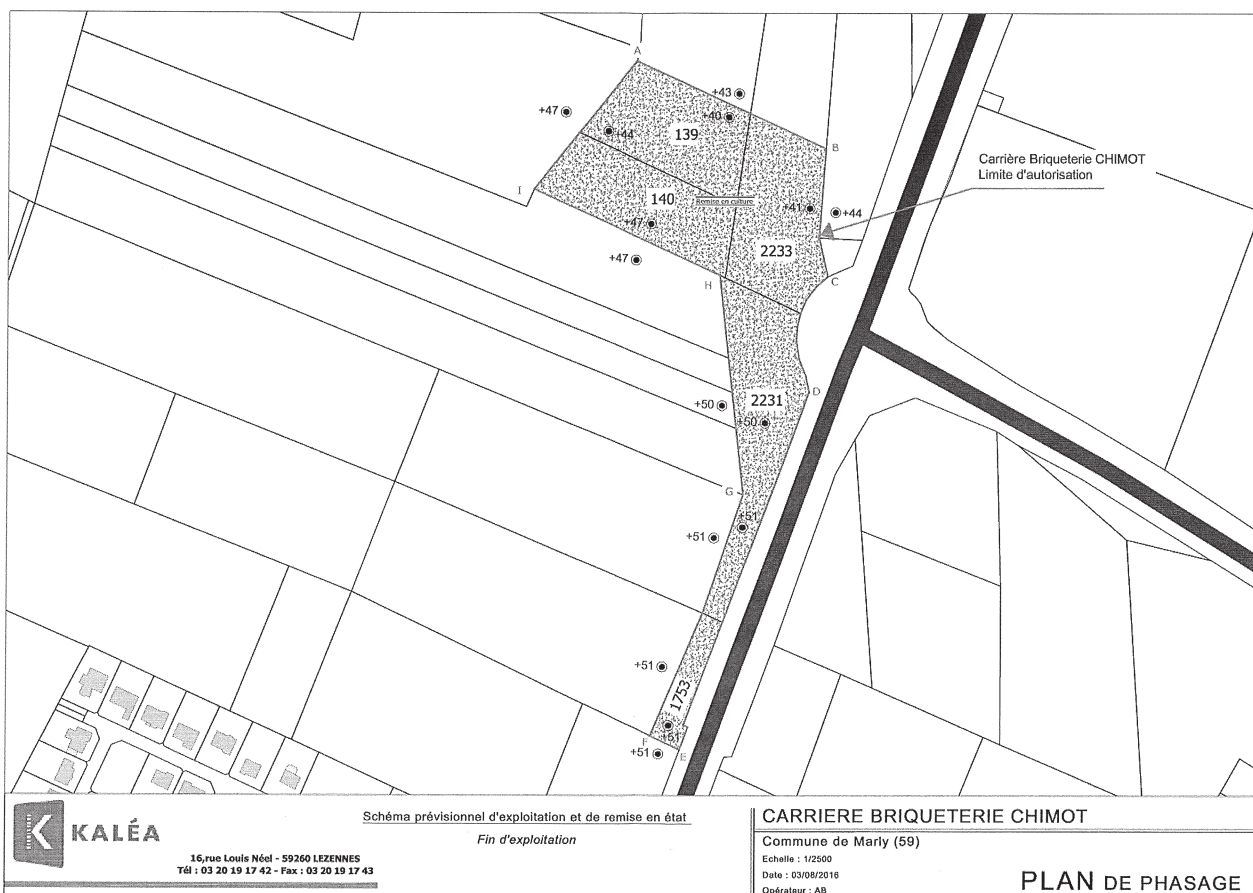 A
+43
+47
+40
+44
139
B
Carrière Briqueterie CHIMOT
Limite d'autorisation
I
140
Remise en culture
+41
+44
+47
2233
+47
H
C
D
2231
+50
+50
G
+51
+51
+51
1753
F
+51
+51
E
KALÉA
16,rue Louis Néel - 59260 LEZENNES
Tél : 03 20 19 17 42 - Fax : 03 20 19 17 43
Schéma prévisionnel d'exploitation et de remise en état
Fin d'exploitation
CARRIERE BRIQUETERIE CHIMOT
Commune de Marly (59)
Echelle : 1/2500
Date : 03/08/2016
Opérateur : AB
PLAN DE PHASAGE